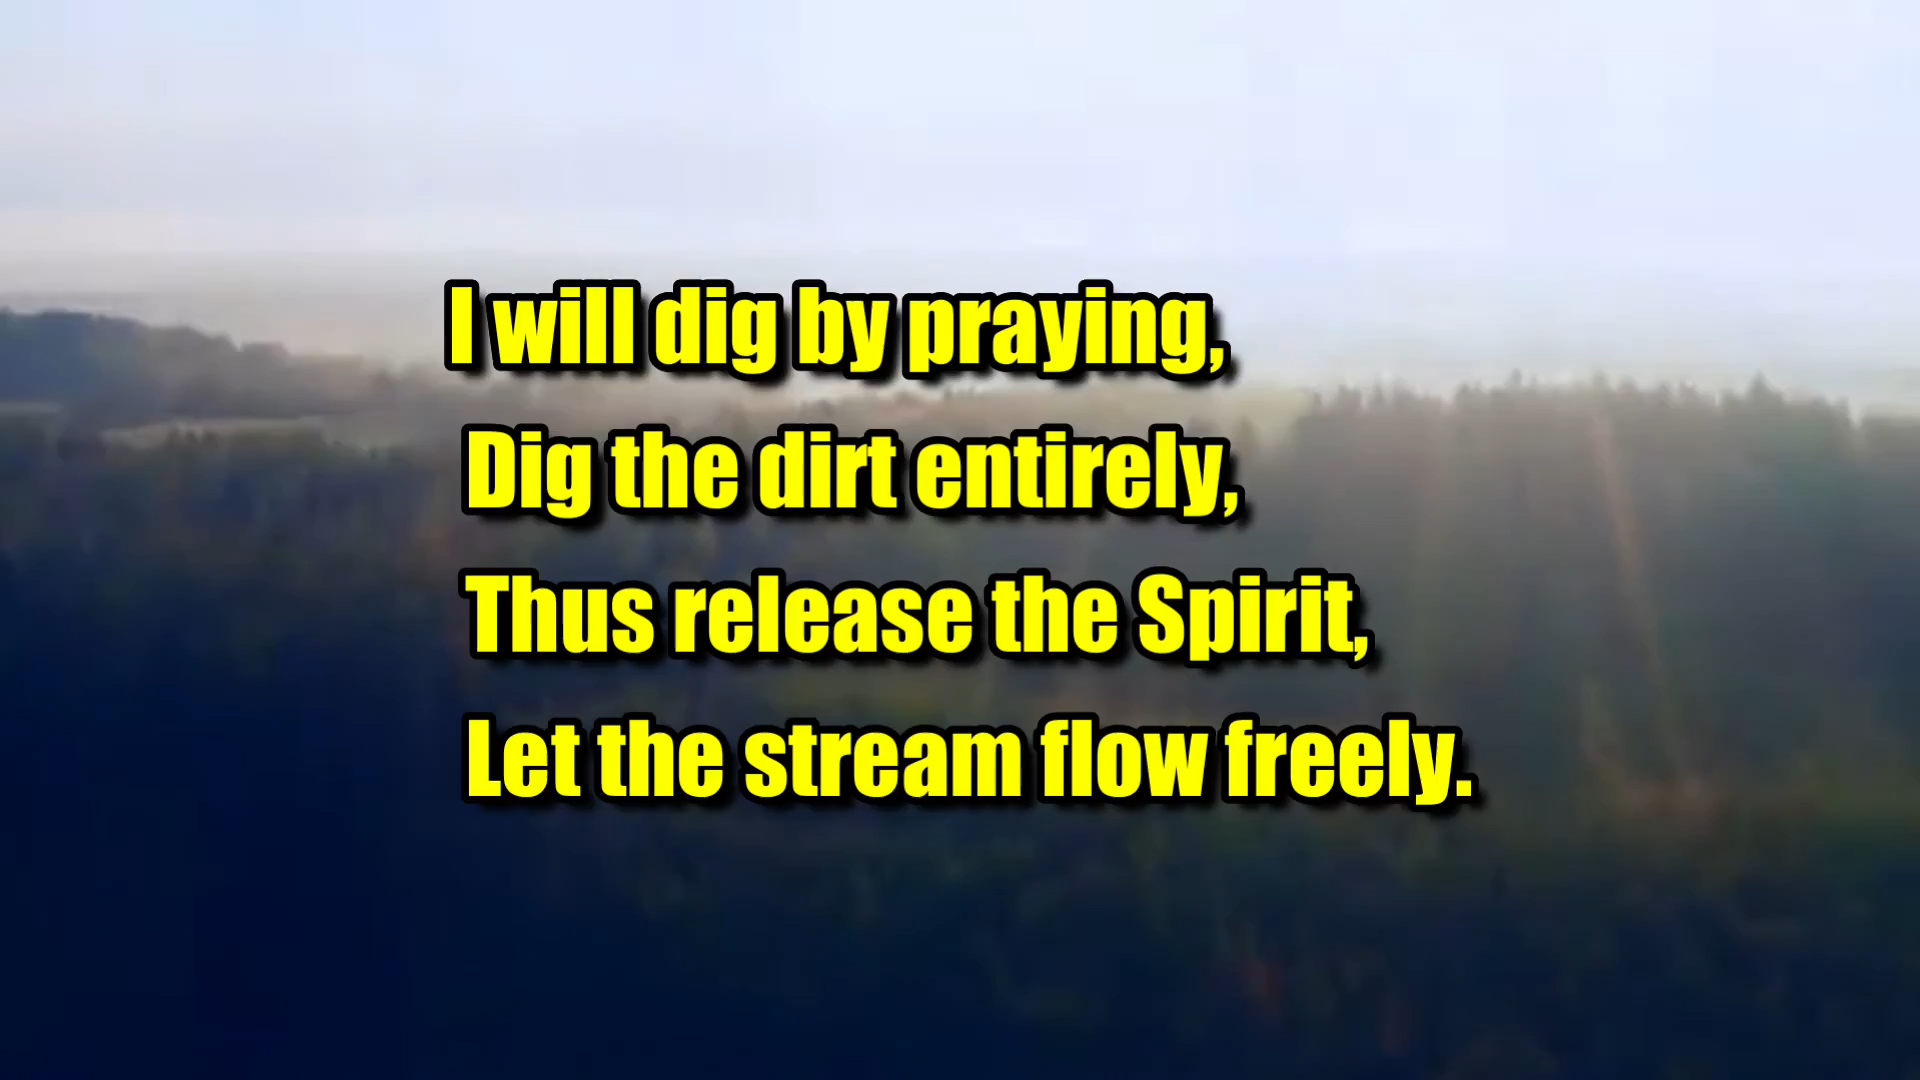 I will dig by praying,
Dig the dirt entirely,
Thus release the Spirit,
Let the stream flow freely.